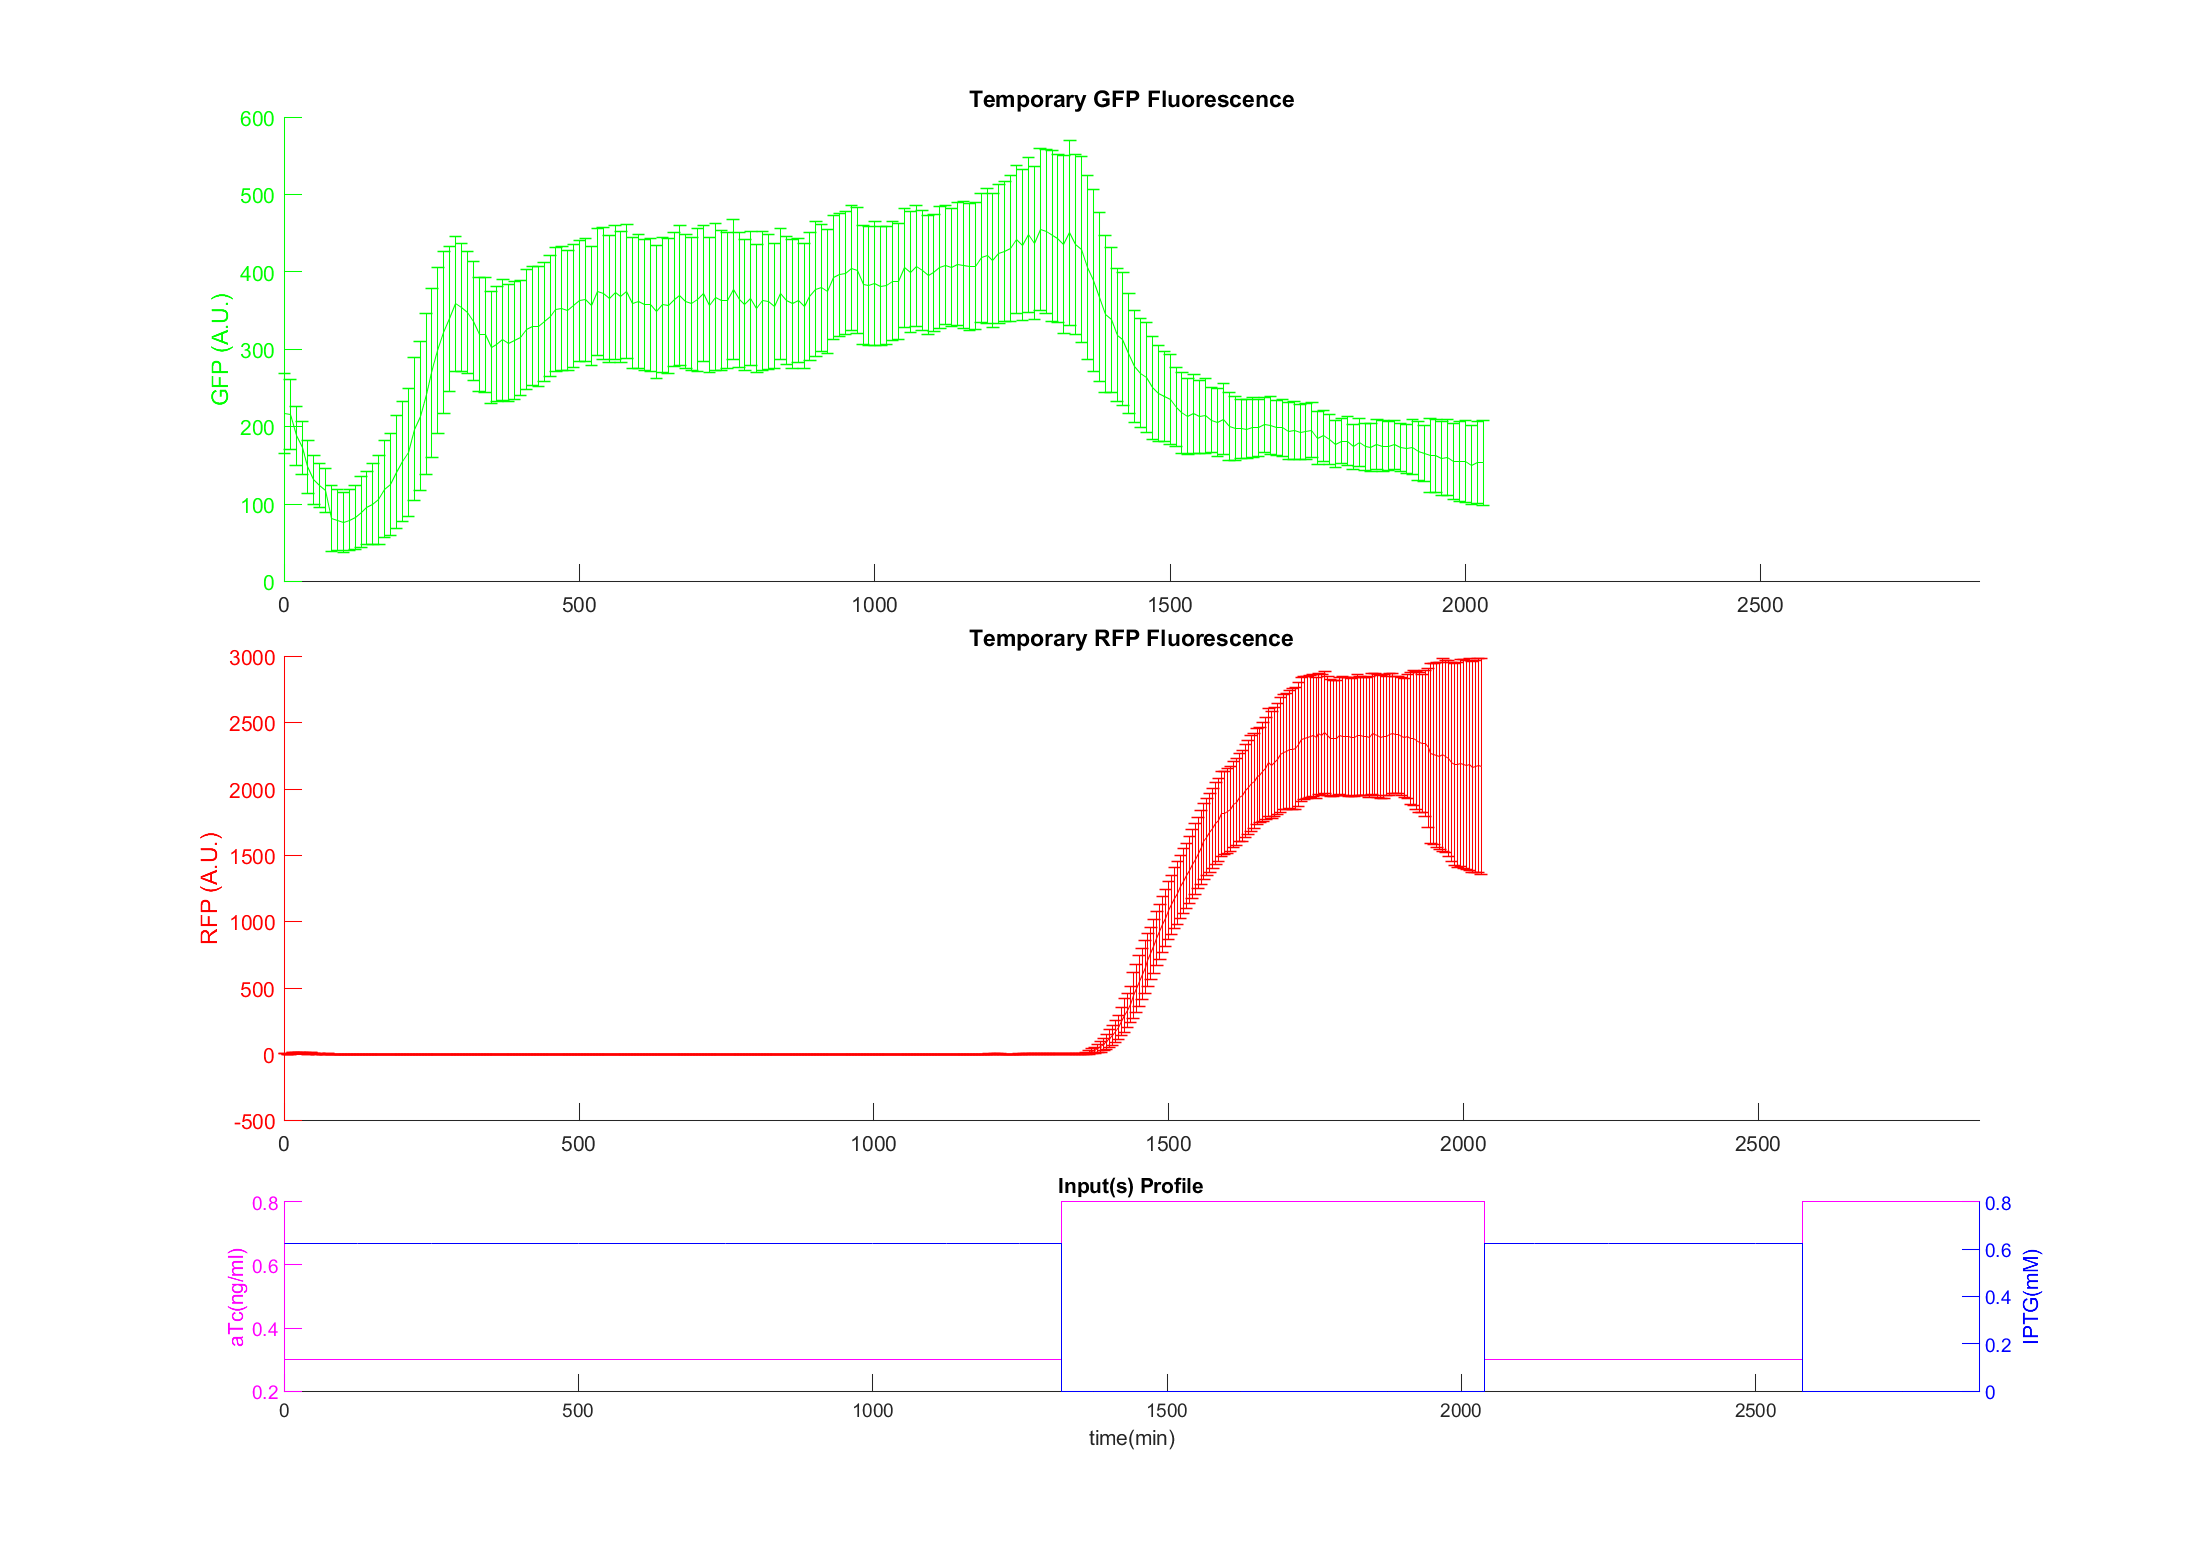 Temporary GFP Fluorescence
600
500
400
300
200
100
0
GFP (A.U.)
0 500 1000 1500 2000 2500
Temporary RFP Fluorescence
3000
2500
2000
1500
1000
500
0
-500
RFP (A.U.)
0 500 1000 1500 2000 2500
Input(s) Profile
0.8
0.6
0.4
0.2
aTc(ng/ml)
0.8
0.6
0.4
0.2
0
IPTG(mM)
0 500 1000 1500 2000 2500
time(min)